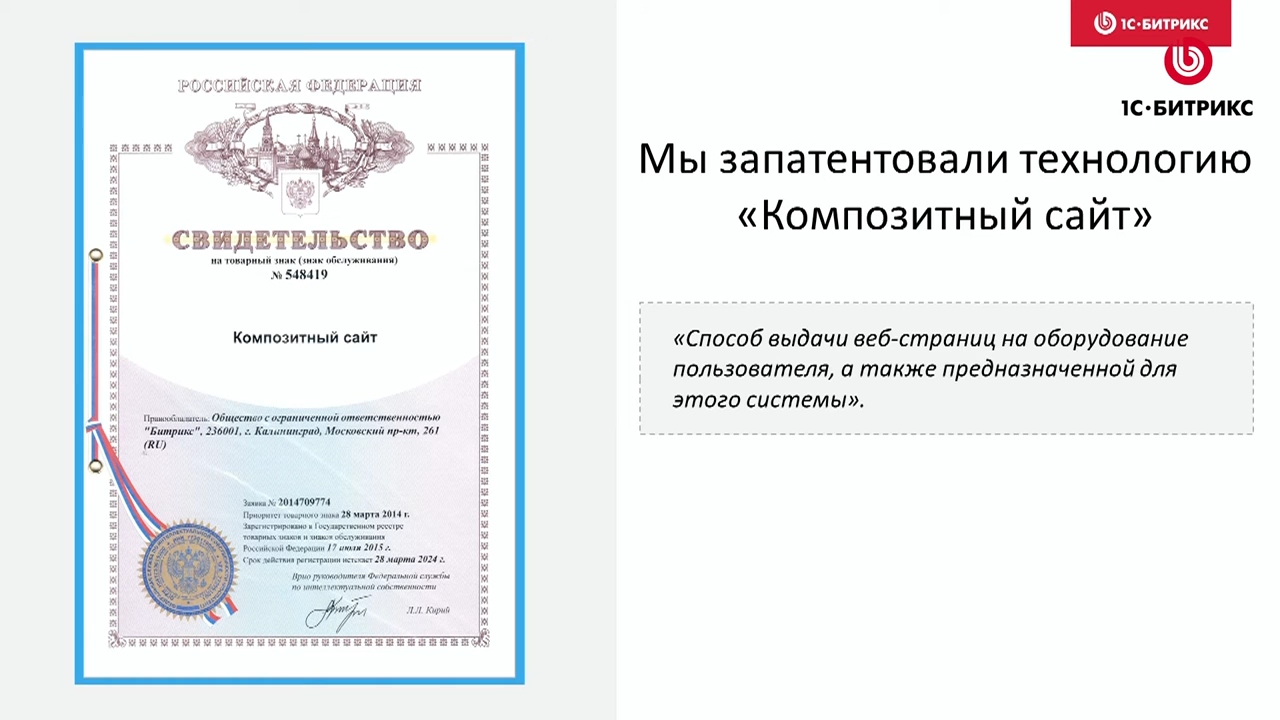 РОССИЙСКАЯ ФЕДЕРАЦИЯ
СВИДЕТЕЛЬСТВО
на товарный знак (знак обслуживания)
№ 548419
Композитный сайт
Правообладатель: Общество с ограниченной ответственностью
"Битрикс", 236001, г. Калининград, Московский пр-кт, 261
(RU)
Заявка № 2014709774
Приоритет товарного знака 28 марта 2014 г.
Зарегистрировано в Государственном реестре
товарных знаков и знаков обслуживания
Российской Федерации 17 июля 2015 г.
Срок действия регистрации истекает 28 марта 2024 г.
Врио руководителя Федеральной службы
по интеллектуальной собственности
Л.Л. Кирий
1С·БИТРИКС
1С·БИТРИКС
Мы запатентовали технологию
«Композитный сайт»
«Способ выдачи веб-страниц на оборудование
пользователя, а также предназначенной для
этого системы».